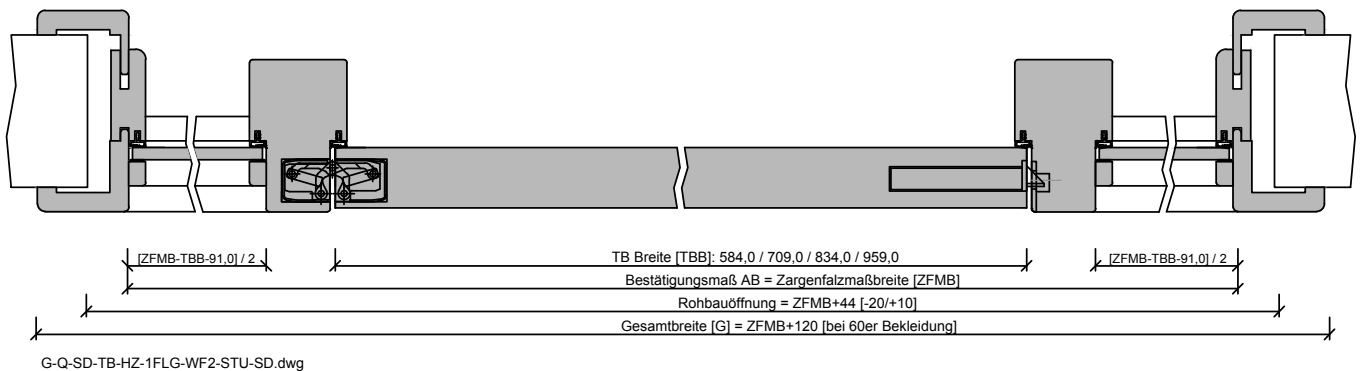 [ZFMB-TBB-91,0] / 2
TB Breite [TBB]: 584,0 / 709,0 / 834,0 / 959,0
[ZFMB-TBB-91,0] / 2
Bestätigungsmaß AB = Zargenfalzmaßbreite [ZFMB]
Rohbauöffnung = ZFMB+44 [-20/+10]
Gesamtbreite [G] = ZFMB+120 [bei 60er Bekleidung]
G-Q-SD-TB-HZ-1FLG-WF2-STU-SD.dwg